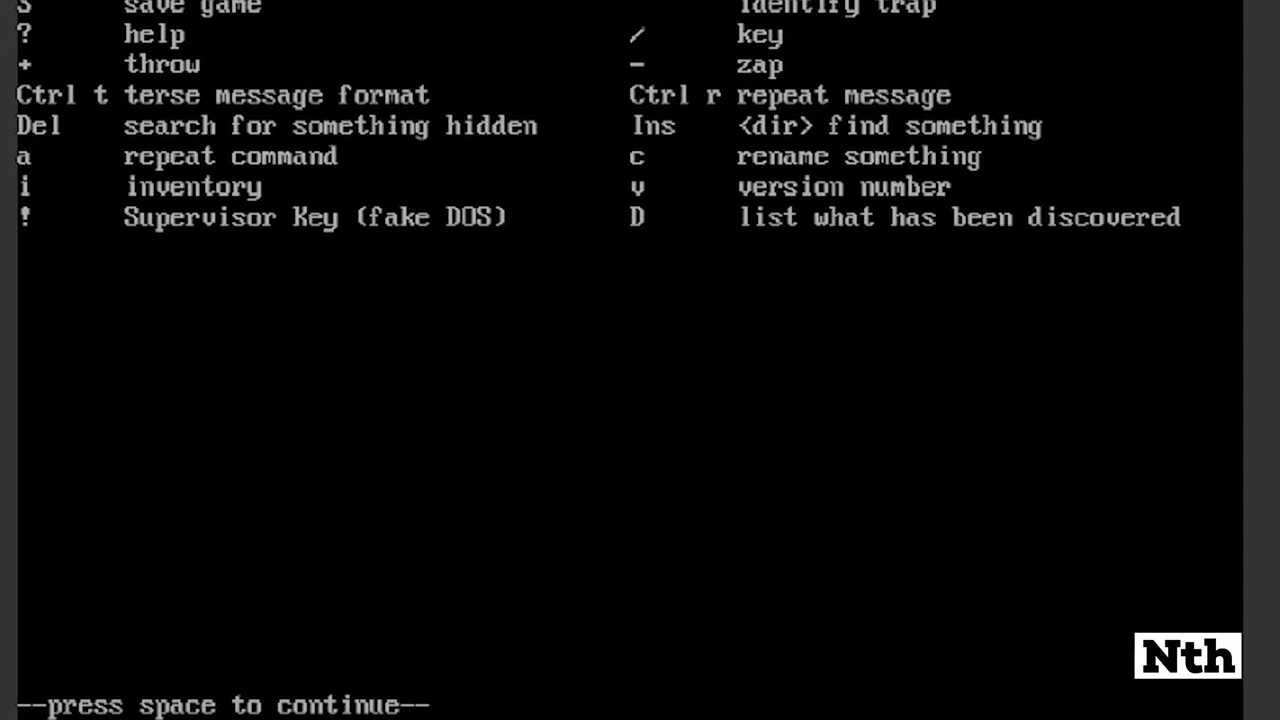 S save game identify trap
? help / key
+ throw - zap
Ctrl t terse message format Ctrl r repeat message
Del search for something hidden Ins <dir> find something
a repeat command c rename something
i inventory v version number
! Supervisor Key (fake DOS) D list what has been discovered
Nth
--press space to continue--